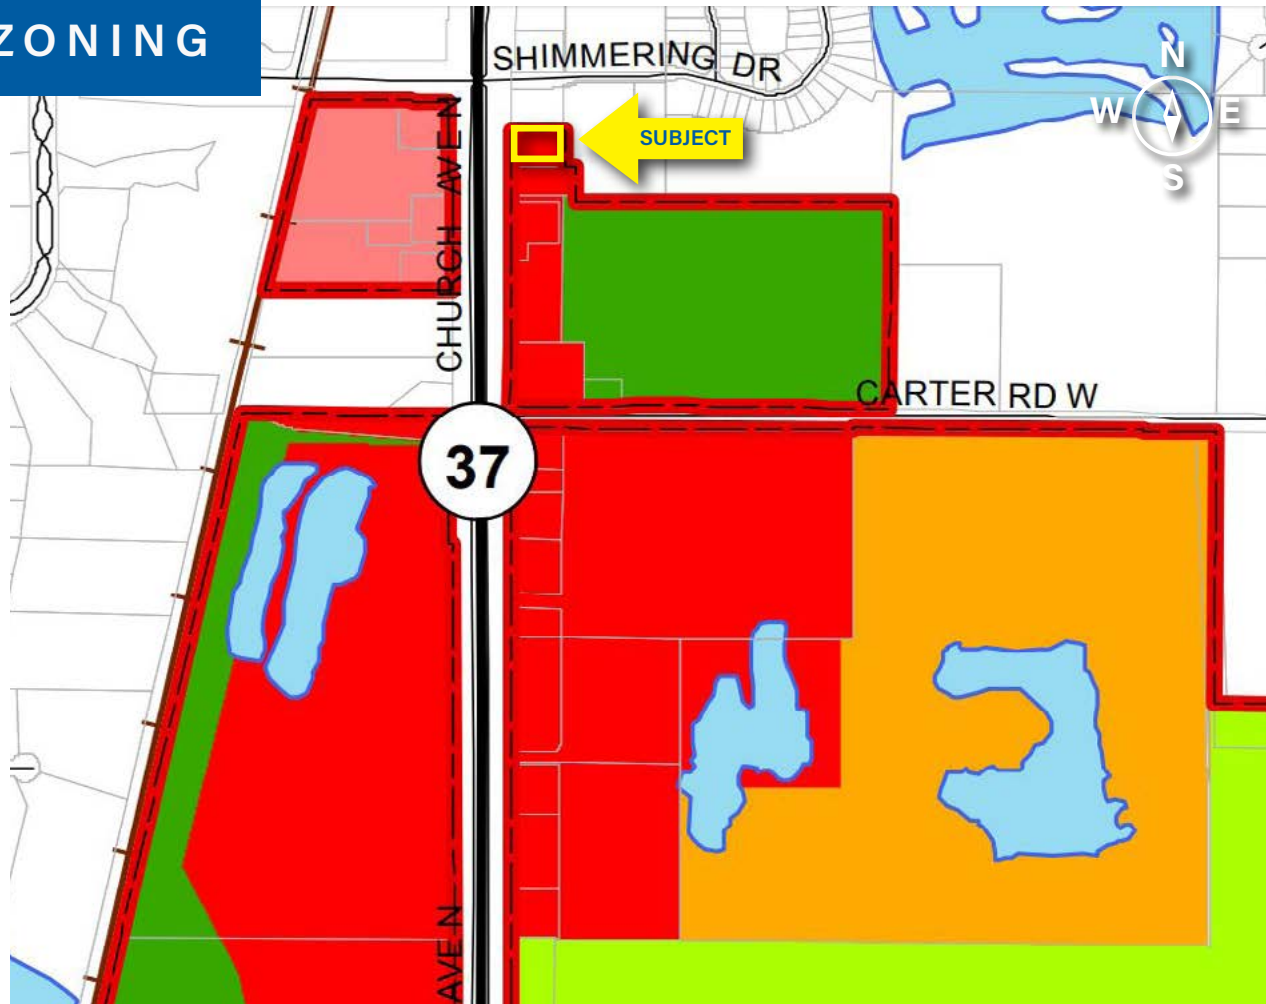 ZONING
SHIMMERING DR
N
W E
S
SUBJECT
CHURCH AVE N
CARTER RD W
37
AVE N